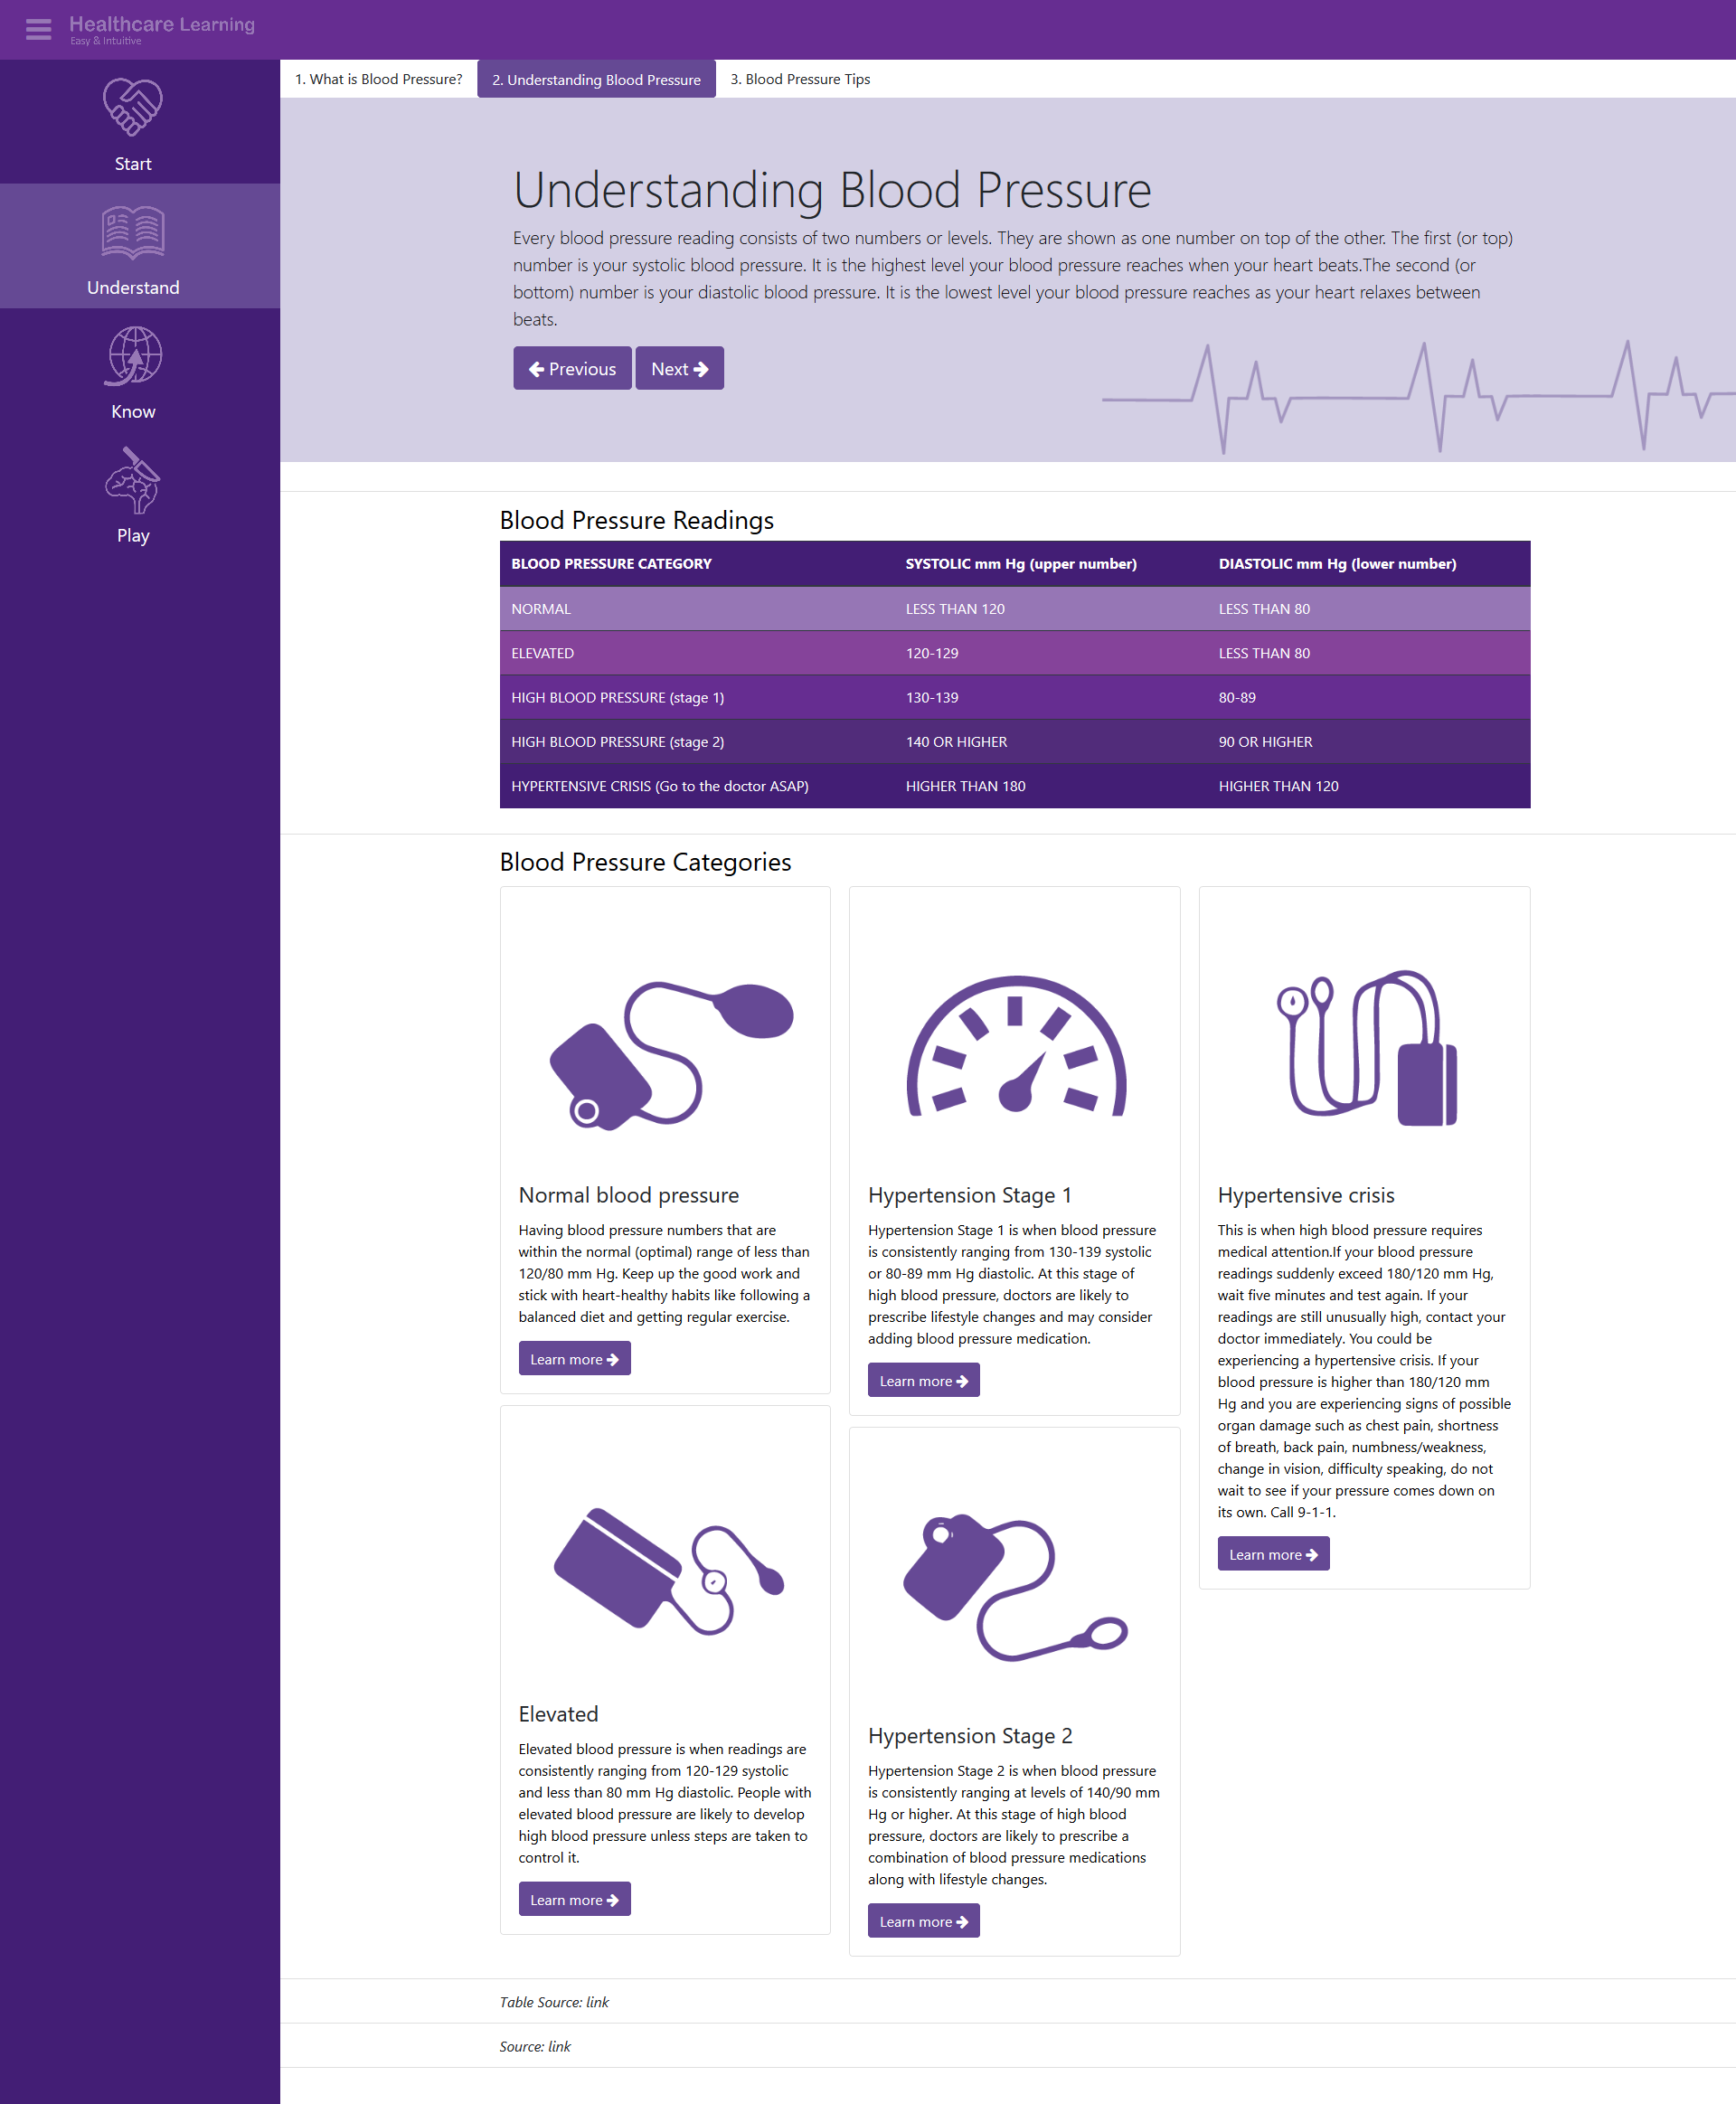 Healthcare Learning
Easy & Intuitive
Start
Understand
Know
Play
1. What is Blood Pressure?
2. Understanding Blood Pressure
3. Blood Pressure Tips
Understanding Blood Pressure
Every blood pressure reading consists of two numbers or levels. They are shown as one number on top of the other. The first (or top)
number is your systolic blood pressure. It is the highest level your blood pressure reaches when your heart beats.The second (or
bottom) number is your diastolic blood pressure. It is the lowest level your blood pressure reaches as your heart relaxes between
beats.
Previous
Next
Blood Pressure Readings
BLOOD PRESSURE CATEGORY SYSTOLIC mm Hg (upper number) DIASTOLIC mm Hg (lower number)
NORMAL LESS THAN 120 LESS THAN 80
ELEVATED 120-129 LESS THAN 80
HIGH BLOOD PRESSURE (stage 1) 130-139 80-89
HIGH BLOOD PRESSURE (stage 2) 140 OR HIGHER 90 OR HIGHER
HYPERTENSIVE CRISIS (Go to the doctor ASAP) HIGHER THAN 180 HIGHER THAN 120
Blood Pressure Categories
Normal blood pressure
Having blood pressure numbers that are
within the normal (optimal) range of less than
120/80 mm Hg. Keep up the good work and
stick with heart-healthy habits like following a
balanced diet and getting regular exercise.
Learn more
Elevated
Elevated blood pressure is when readings are
consistently ranging from 120-129 systolic
and less than 80 mm Hg diastolic. People with
elevated blood pressure are likely to develop
high blood pressure unless steps are taken to
control it.
Learn more
Hypertension Stage 1
Hypertension Stage 1 is when blood pressure
is consistently ranging from 130-139 systolic
or 80-89 mm Hg diastolic. At this stage of
high blood pressure, doctors are likely to
prescribe lifestyle changes and may consider
adding blood pressure medication.
Learn more
Hypertension Stage 2
Hypertension Stage 2 is when blood pressure
is consistently ranging at levels of 140/90 mm
Hg or higher. At this stage of high blood
pressure, doctors are likely to prescribe a
combination of blood pressure medications
along with lifestyle changes.
Learn more
Hypertensive crisis
This is when high blood pressure requires
medical attention.If your blood pressure
readings suddenly exceed 180/120 mm Hg,
wait five minutes and test again. If your
readings are still unusually high, contact your
doctor immediately. You could be
experiencing a hypertensive crisis. If your
blood pressure is higher than 180/120 mm
Hg and you are experiencing signs of possible
organ damage such as chest pain, shortness
of breath, back pain, numbness/weakness,
change in vision, difficulty speaking, do not
wait to see if your pressure comes down on
its own. Call 9-1-1.
Learn more
Table Source: link
Source: link